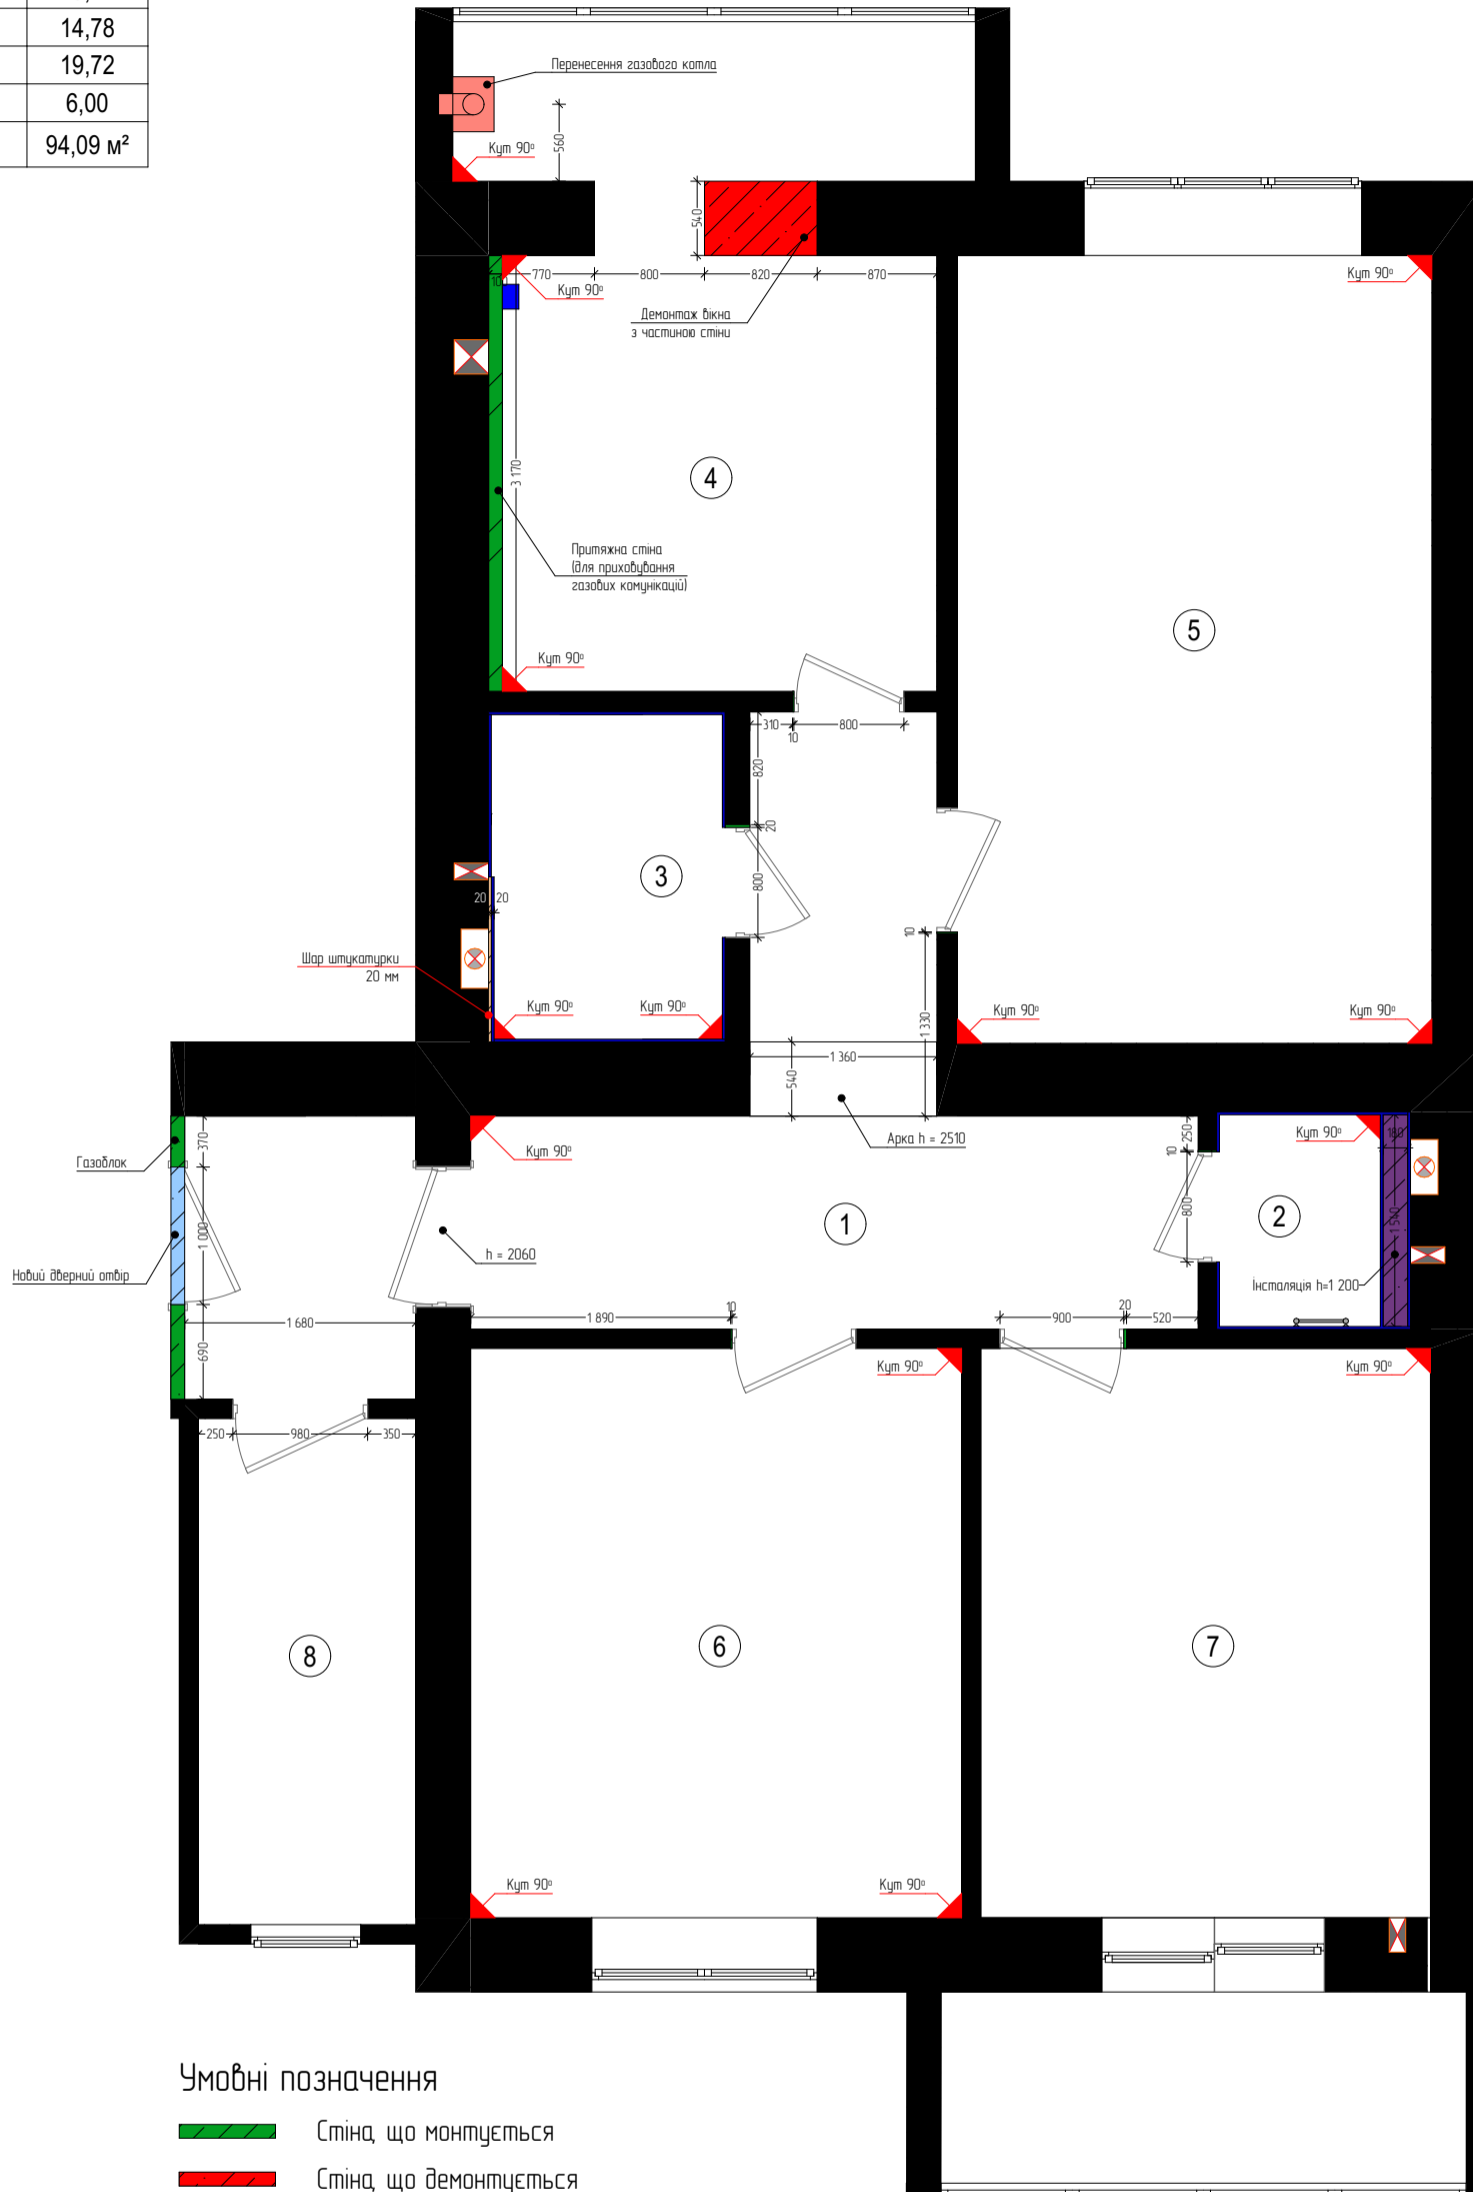 14,78
19,72
6,00
94,09 м²
Перенесення газового котла
560
Кут 90º
540
770
800
820
870
100
Кут 90º
Кут 90º
Демонтаж вікна
з частиною стіни
3 170
4
Притяжна стіна
(для приховування
газових комунікацій)
5
Кут 90º
310
10
800
820
20
3
800
20
20
10
Шар штукатурки
20 мм
Кут 90º
Кут 90º
Кут 90º
Кут 90º
1 330
1 360
540
Арка h = 2510
370
Кут 90º
250
10
Кут 90º
180
Газоблок
1 000
1
800
2
1 540
h = 2060
Новий дверний отвір
Інсталяція h=1 200
1 680
1 890
10
900
20
520
690
Кут 90º
Кут 90º
250
980
350
8
6
7
Кут 90º
Кут 90º
Умовні позначення
Стіна, що монтується
Стіна, що демонтується